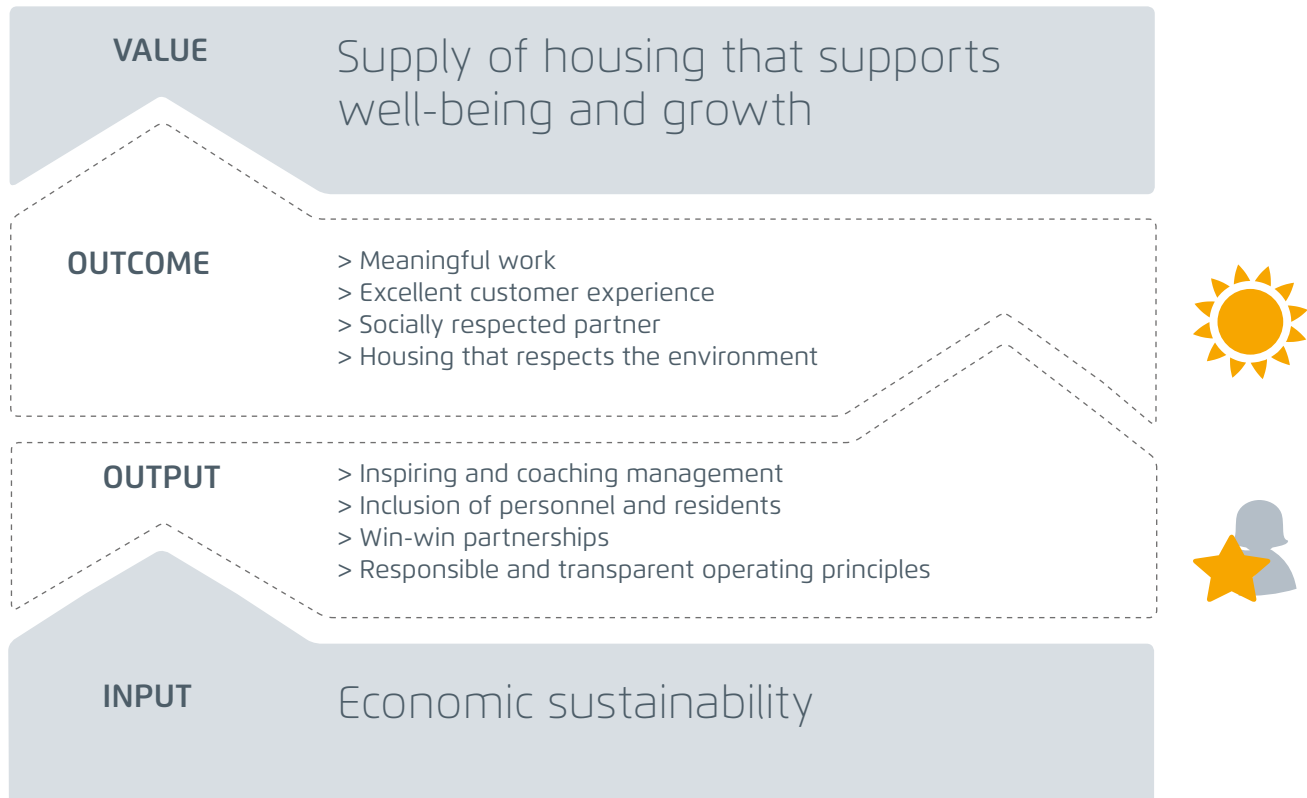 VALUE
Supply of housing that supports
well-being and growth
OUTCOME
> Meaningful work
> Excellent customer experience
> Socially respected partner
> Housing that respects the environment
OUTPUT
> Inspiring and coaching management
> Inclusion of personnel and residents
> Win-win partnerships
> Responsible and transparent operating principles
INPUT
Economic sustainability